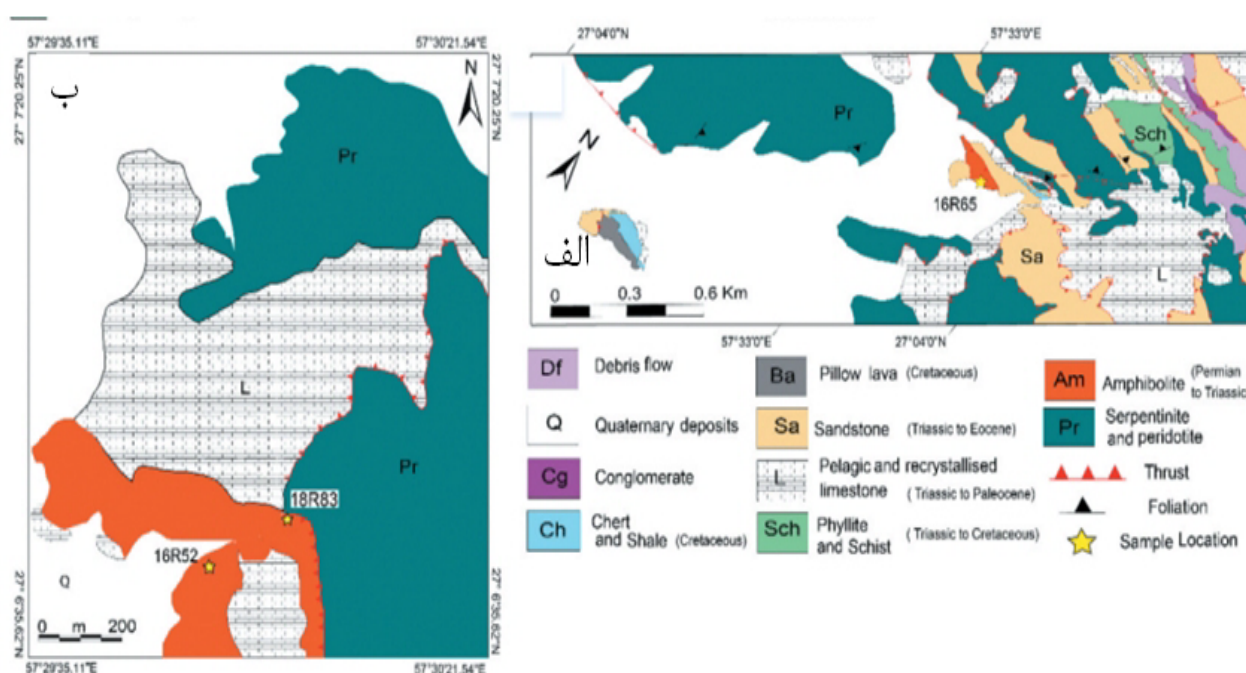 57°29'35.11"E
57°30'21.54"E
27° 7'20.25"N
27° 7'20.25"N
ب
N
Pr
L
Pr
18R83
16R52
Q
0 m 200
27° 6'35.62"N
27° 6'35.62"N
57°29'35.11"E
57°30'21.54"E
27°04'0"N
57°33'0"E
Pr
Sch
N
16R65
الف
Sa
L
0 0.3 0.6 Km
57°33'0"E
27°04'0"N
Df Debris flow
Q Quaternary deposits
Cg Conglomerate
Ch Chert
and Shale (Cretaceous)
Ba Pillow lava (Cretaceous)
Sa Sandstone (Triassic to Eocene)
L Pelagic and recrystallised
limestone (Triassic to Paleocene)
Sch Phyllite
and Schist (Triassic to Cretaceous)
Am Amphibolite (Permian
to Triassic)
Pr Serpentinite
and peridotite
Thrust
Foliation
Sample Location